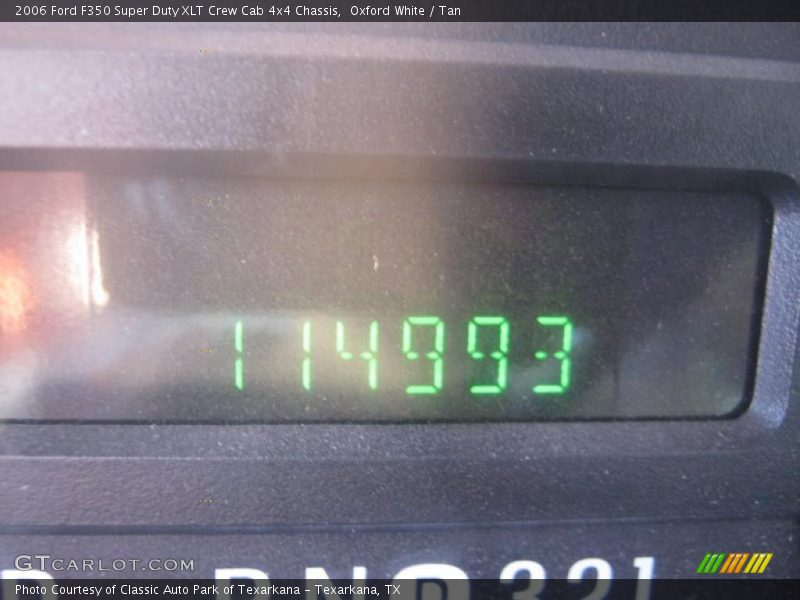 2006 Ford F350 Super Duty XLT Crew Cab 4x4 Chassis, Oxford White / Tan
114993
GTCARLOT.COM
RND321
Photo Courtesy of Classic Auto Park of Texarkana - Texarkana, TX